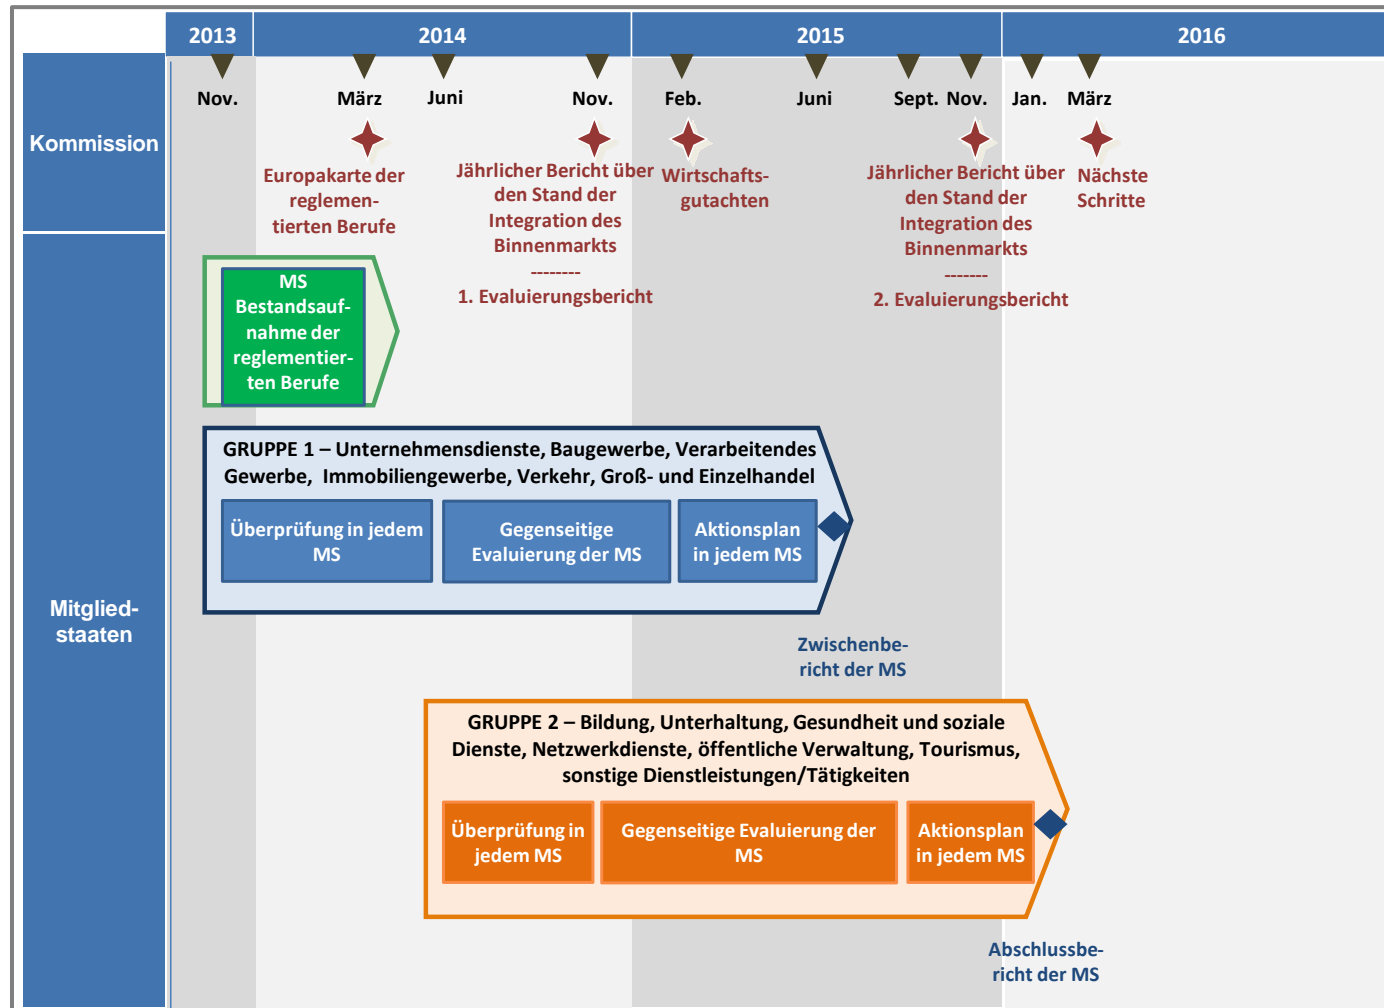 2013
2014
2015
2016
Nov.
März
Juni
Nov.
Feb.
Juni
Sept.
Nov.
Jan.
März
Kommission
Europakarte der
reglemen-
tierten Berufe
Jährlicher Bericht über
den Stand der
Integration des
Binnenmarkts
--------
1. Evaluierungsbericht
Wirtschafts-
gutachten
Jährlicher Bericht über
den Stand der
Integration des
Binnenmarkts
-------
2. Evaluierungsbericht
Nächste
Schritte
Mitglied-
staaten
MS
Bestandsauf-
nahme der
reglementier-
ten Berufe
GRUPPE 1 – Unternehmensdienste, Baugewerbe, Verarbeitendes
Gewerbe, Immobiliengewerbe, Verkehr, Groß- und Einzelhandel
Überprüfung in jedem
MS
Gegenseitige
Evaluierung der MS
Aktionsplan
in jedem MS
Zwischenbe-
richt der MS
GRUPPE 2 – Bildung, Unterhaltung, Gesundheit und soziale
Dienste, Netzwerkdienste, öffentliche Verwaltung, Tourismus,
sonstige Dienstleistungen/Tätigkeiten
Überprüfung in
jedem MS
Gegenseitige Evaluierung der
MS
Aktionsplan
in jedem MS
Abschlussbe-
richt der MS